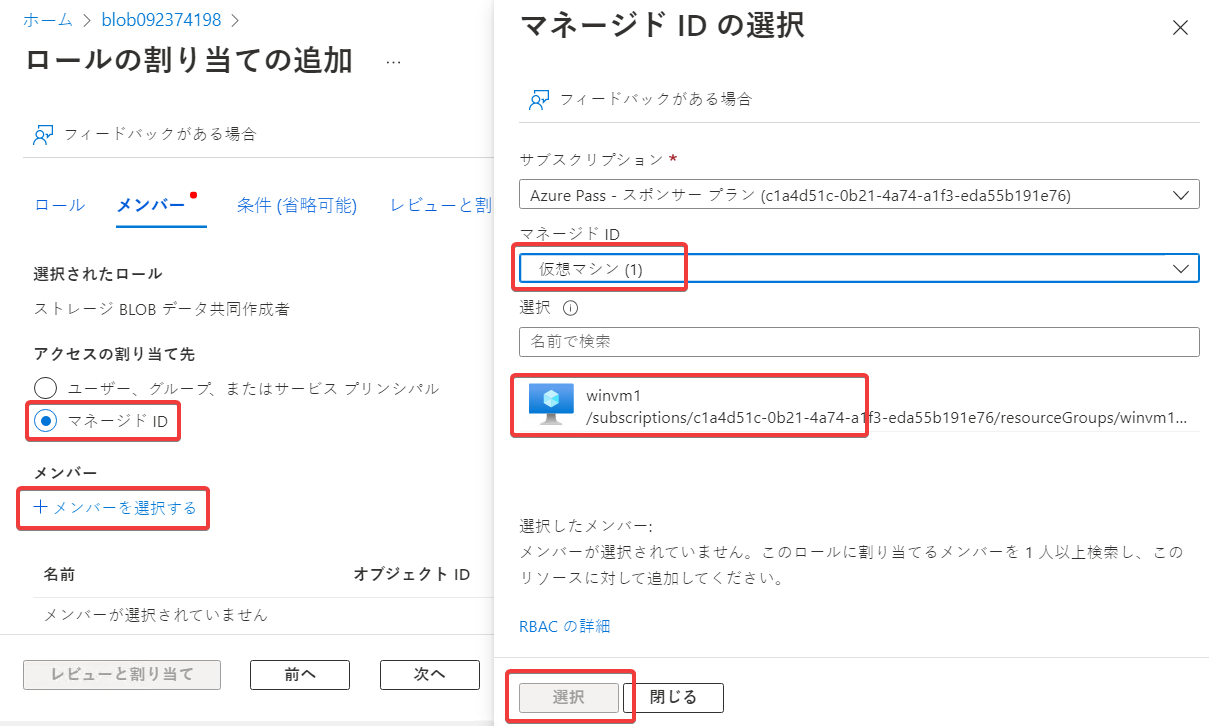 ホーム > blob092374198 >
ロールの割り当ての追加 ...
フィードバックがある場合
ロール メンバー 条件 (省略可能) レビューと割
選択されたロール
ストレージ BLOB データ共同作成者
アクセスの割り当て先
ユーザー、グループ、またはサービス プリンシパル
マネージド ID
メンバー
+ メンバーを選択する
名前 オブジェクト ID
メンバーが選択されていません
レビューと割り当て 前へ 次へ
マネージド ID の選択
フィードバックがある場合
サブスクリプション *
Azure Pass - スポンサー プラン (c1a4d51c-0b21-4a74-a1f3-eda55b191e76)
マネージド ID
仮想マシン (1)
選択
名前で検索
winvm1
/subscriptions/c1a4d51c-0b21-4a74-a1f3-eda55b191e76/resourceGroups/winvm1...
選択したメンバー:
メンバーが選択されていません。このロールに割り当てるメンバーを 1 人以上検索し、この
リソースに対して追加してください。
RBAC の詳細
選択 閉じる